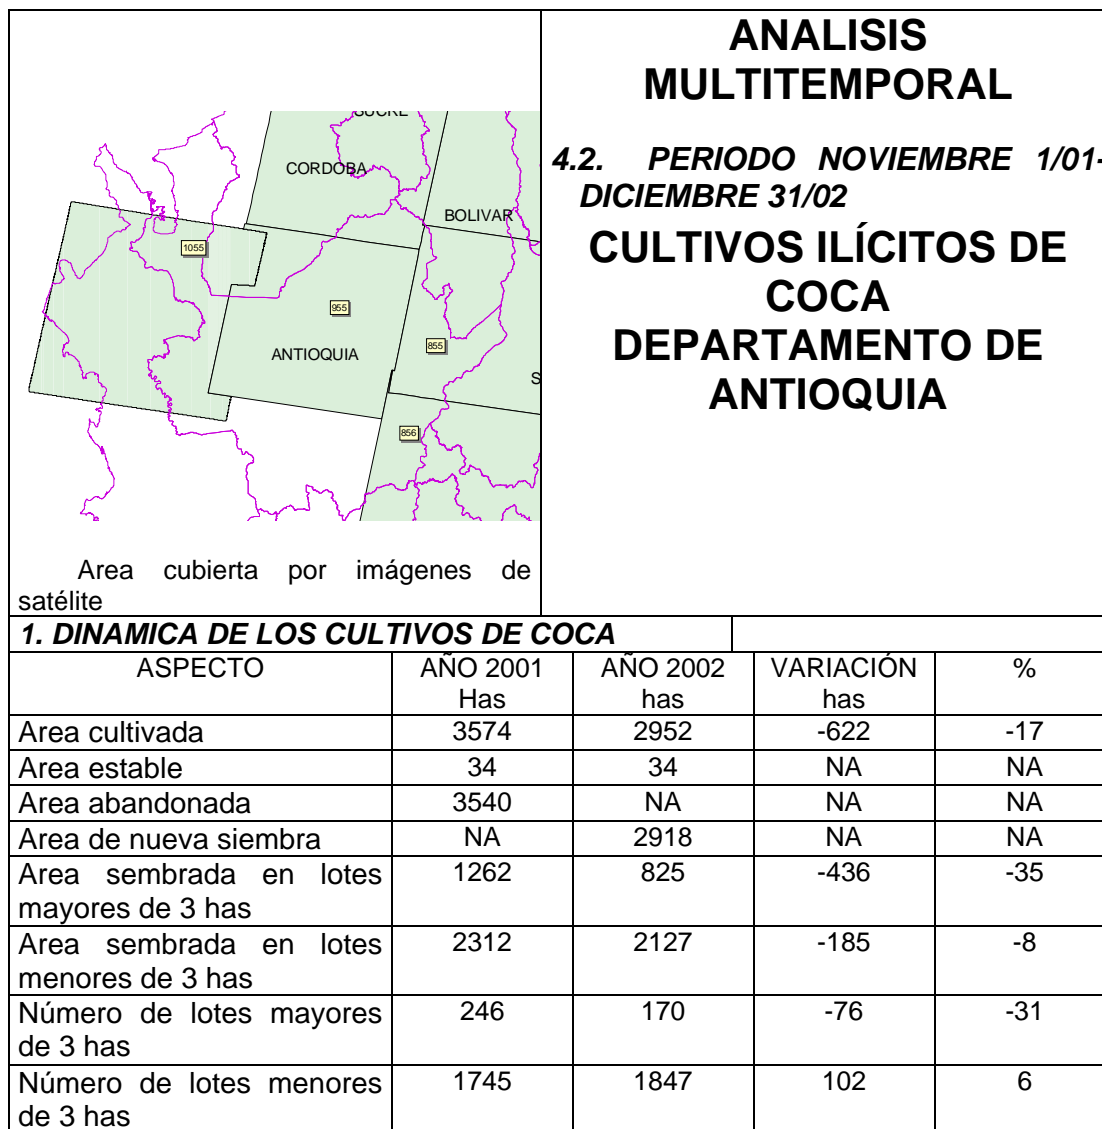 SUCRE
CORDOBA
BOLIVAR
1055
955
ANTIOQUIA
855
S
856
Area cubierta por imágenes de
satélite
ANALISIS
MULTITEMPORAL
4.2. PERIODO NOVIEMBRE 1/01-
DICIEMBRE 31/02
CULTIVOS ILÍCITOS DE
COCA
DEPARTAMENTO DE
ANTIOQUIA
1. DINAMICA DE LOS CULTIVOS DE COCA
ASPECTO AÑO 2001 AÑO 2002 VARIACIÓN %
Has has has
Area cultivada 3574 2952 -622 -17
Area estable 34 34 NA NA
Area abandonada 3540 NA NA NA
Area de nueva siembra NA 2918 NA NA
Area sembrada en lotes 1262 825 -436 -35
mayores de 3 has
Area sembrada en lotes 2312 2127 -185 -8
menores de 3 has
Número de lotes mayores 246 170 -76 -31
de 3 has
Número de lotes menores 1745 1847 102 6
de 3 has